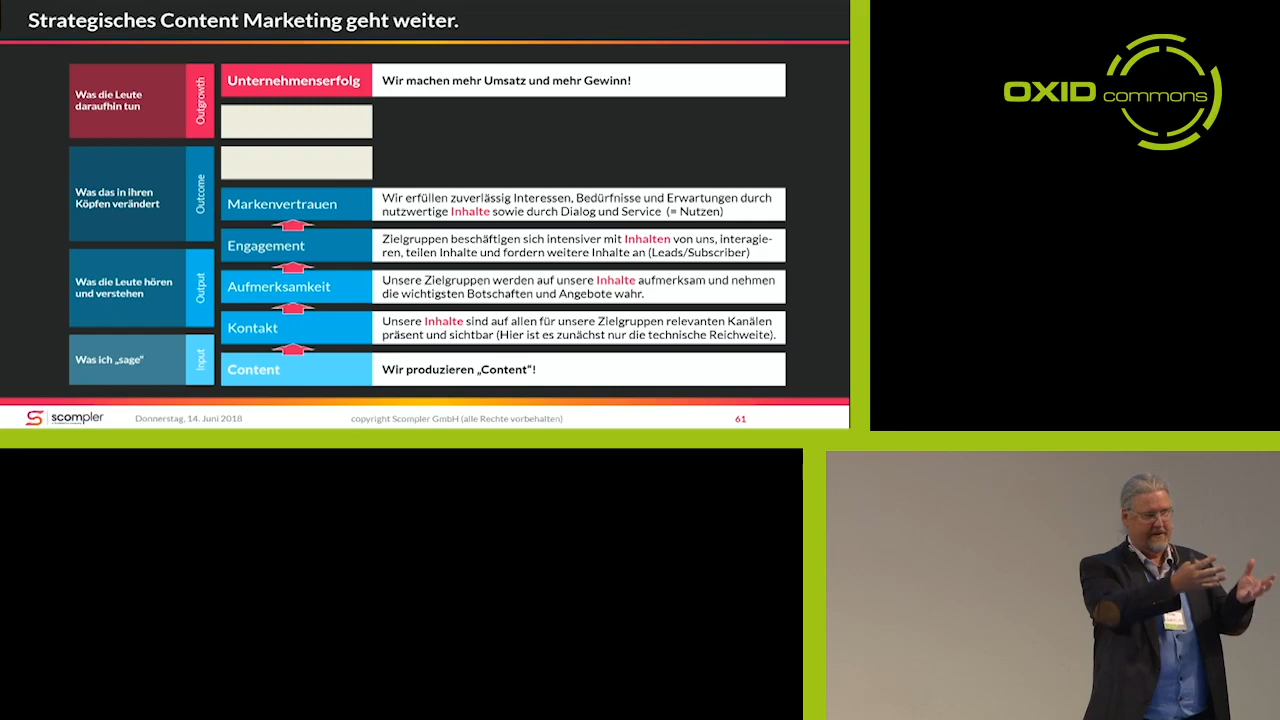 Strategisches Content Marketing geht weiter.
Was die Leute
daraufhin tun
Outgrowth
Unternehmenserfolg
Wir machen mehr Umsatz und mehr Gewinn!
Was das in ihren
Köpfen verändert
Outcome
Markenvertrauen
Wir erfüllen zuverlässig Interessen, Bedürfnisse und Erwartungen durch
nutzwertige Inhalte sowie durch Dialog und Service (= Nutzen)
Engagement
Zielgruppen beschäftigen sich intensiver mit Inhalten von uns, interagie-
ren, teilen Inhalte und fordern weitere Inhalte an (Leads/Subscriber)
Was die Leute hören
und verstehen
Output
Aufmerksamkeit
Unsere Zielgruppen werden auf unsere Inhalte aufmerksam und nehmen
die wichtigsten Botschaften und Angebote wahr.
Kontakt
Unsere Inhalte sind auf allen für unsere Zielgruppen relevanten Kanälen
präsent und sichtbar (Hier ist es zunächst nur die technische Reichweite).
Was ich „sage“
Input
Content
Wir produzieren „Content“!
scompler
Donnerstag, 14. Juni 2018
copyright Scompler GmbH (alle Rechte vorbehalten)
61
OXID commons